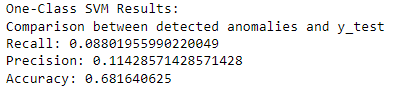 One-Class SVM Results:
Comparison between detected anomalies and y_test
Recall: 0.08801955990220049
Precision: 0.11428571428571428
Accuracy: 0.681640625